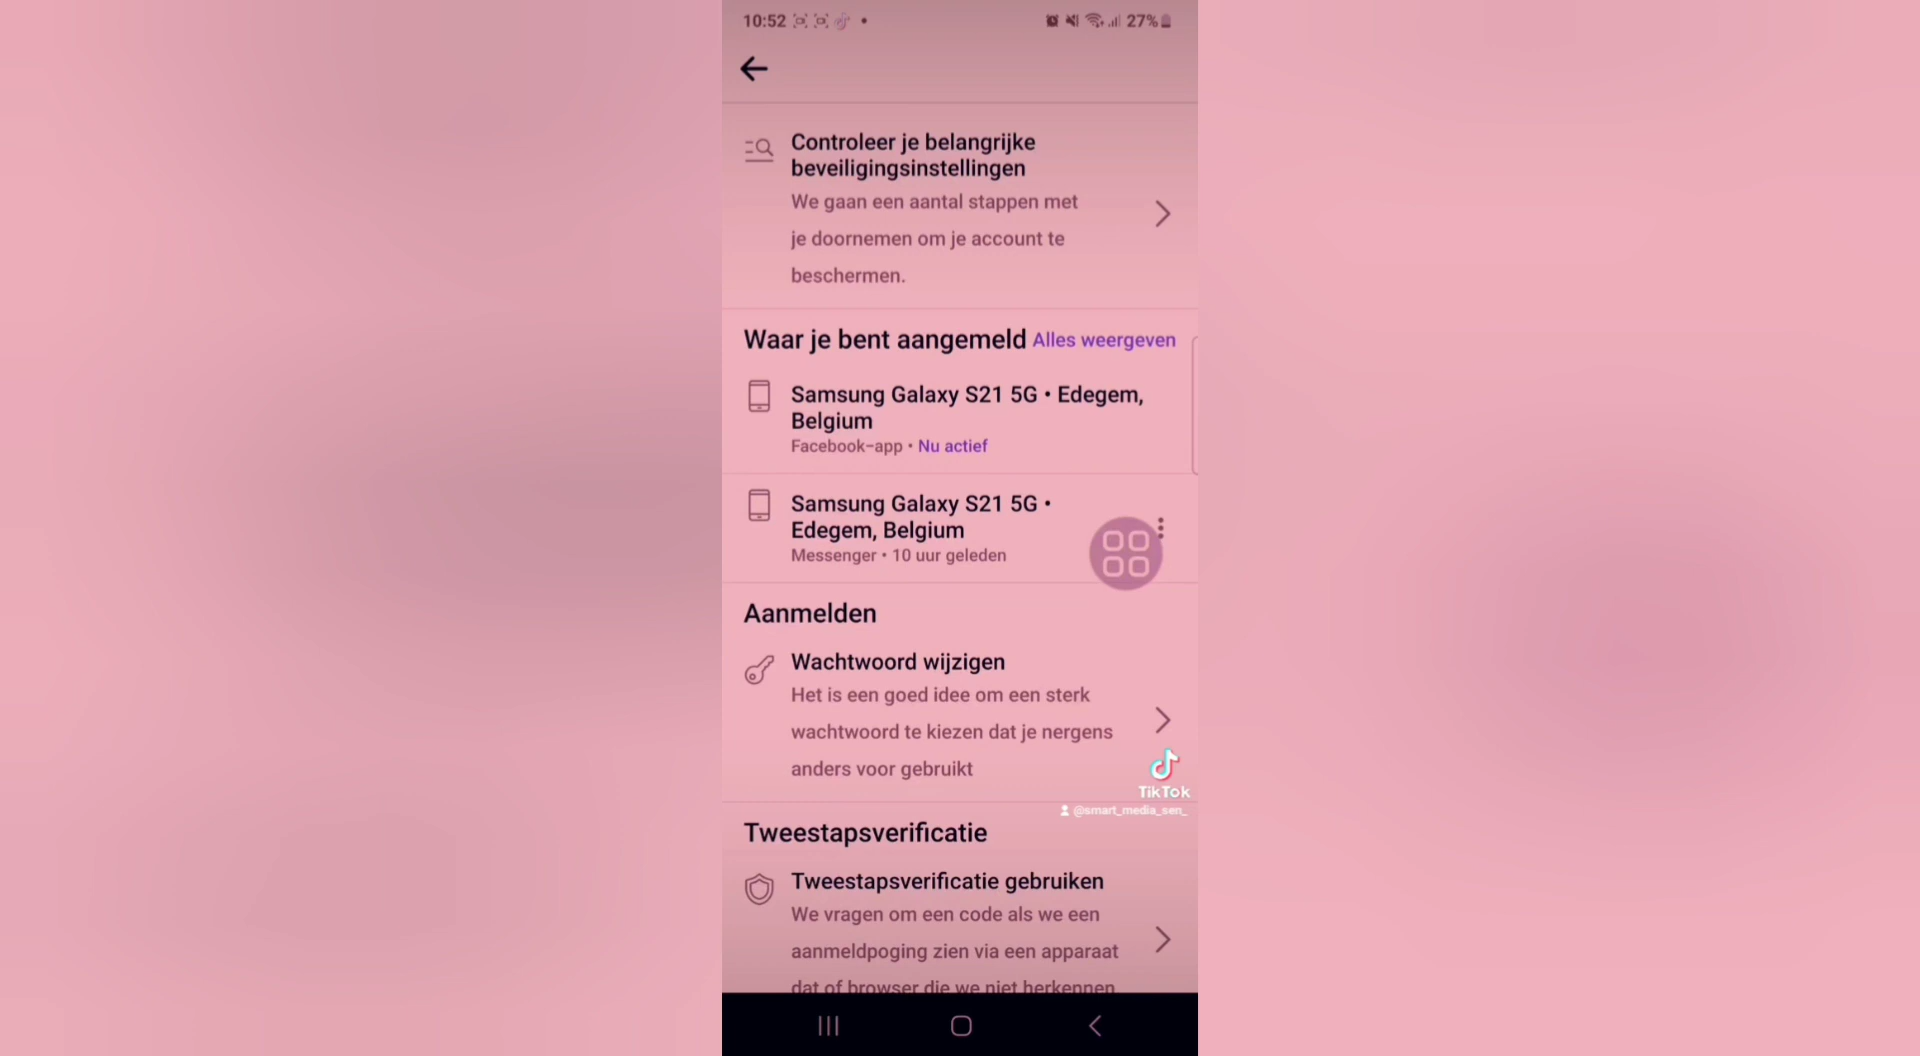 10:52
27%
Controleer je belangrijke
beveiligingsinstellingen
We gaan een aantal stappen met
je doornemen om je account te
beschermen.
Waar je bent aangemeld Alles weergeven
Samsung Galaxy S21 5G • Edegem,
Belgium
Facebook-app • Nu actief
Samsung Galaxy S21 5G •
Edegem, Belgium
Messenger • 10 uur geleden
Aanmelden
Wachtwoord wijzigen
Het is een goed idee om een sterk
wachtwoord te kiezen dat je nergens
anders voor gebruikt
TikTok
@smart_media_sen_
Tweestapsverificatie
Tweestapsverificatie gebruiken
We vragen om een code als we een
aanmeldpoging zien via een apparaat
dat of browser die we niet herkennen